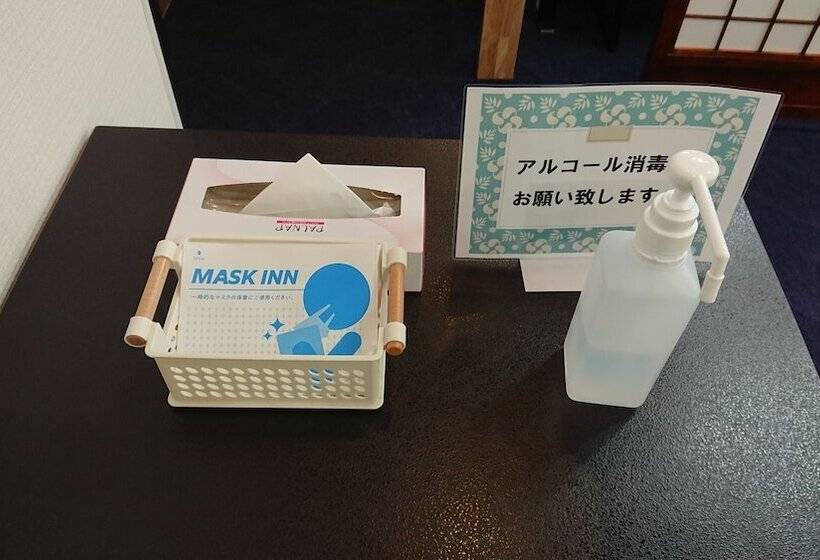 アルコール消毒
お願い致します
PALNAP
MASK INN
一時的なマスクの保管にご使用ください。